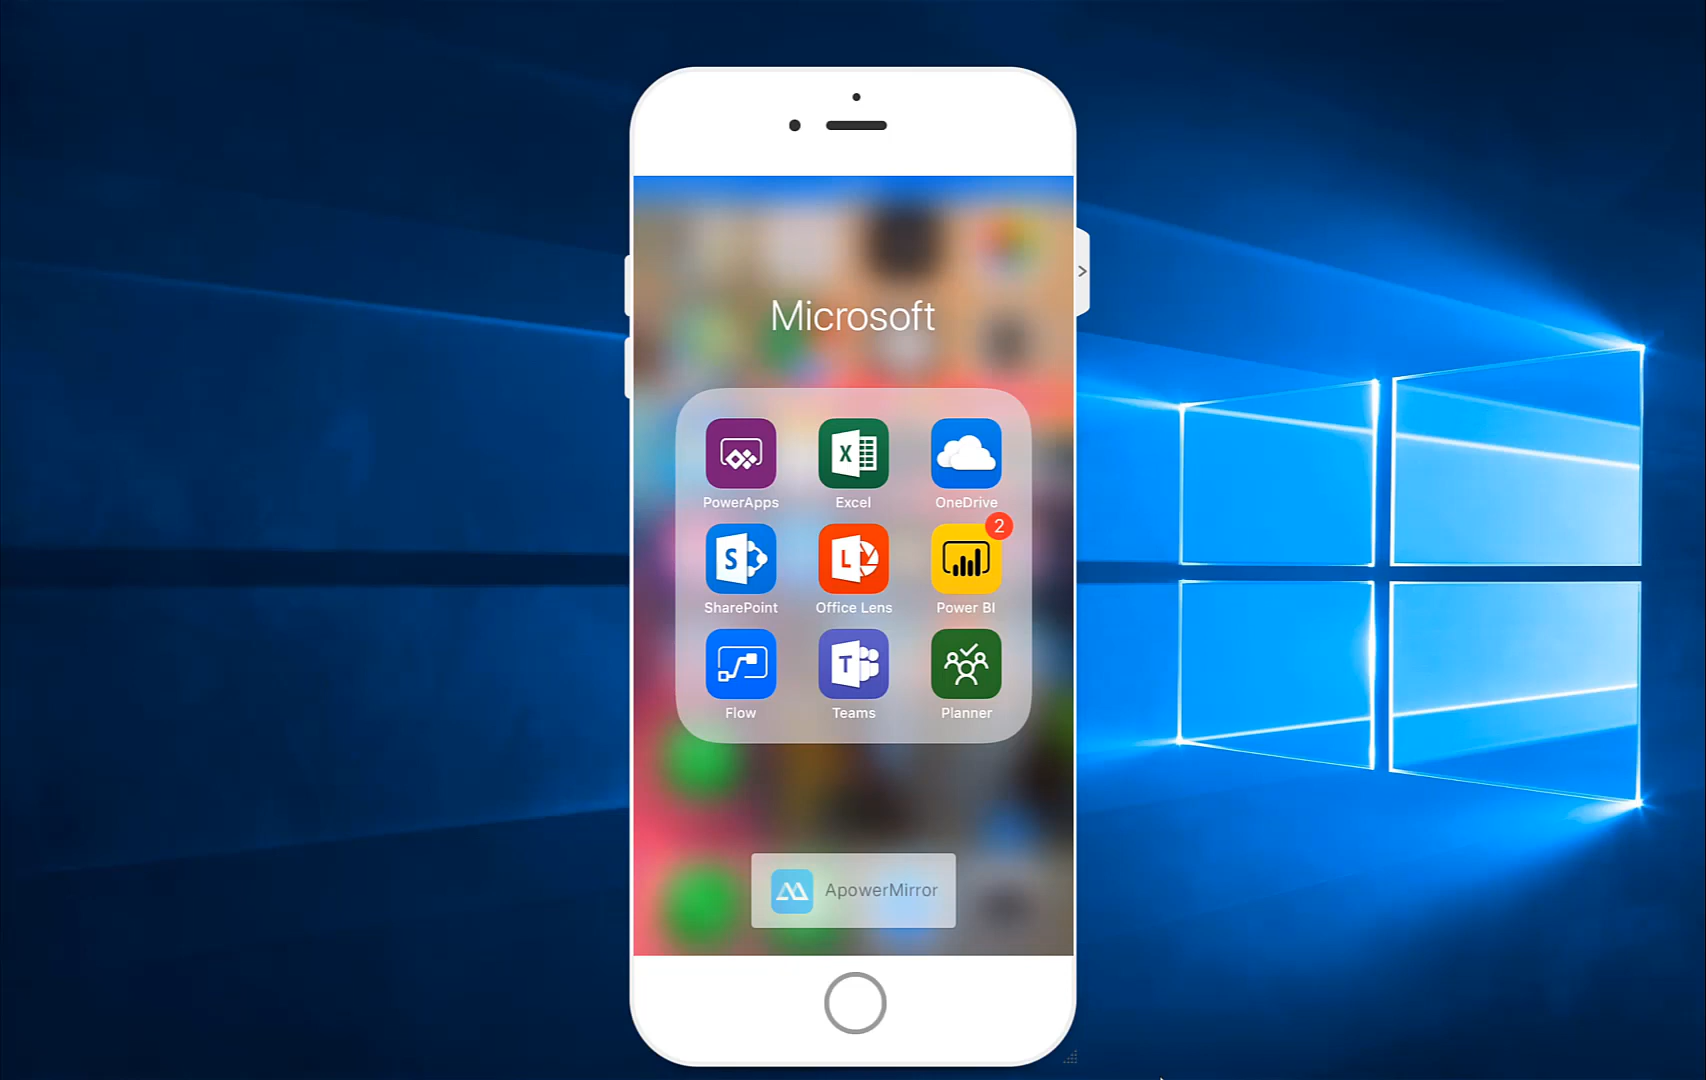 Microsoft
PowerApps Excel OneDrive
2
SharePoint Office Lens Power BI
Flow Teams Planner
ApowerMirror